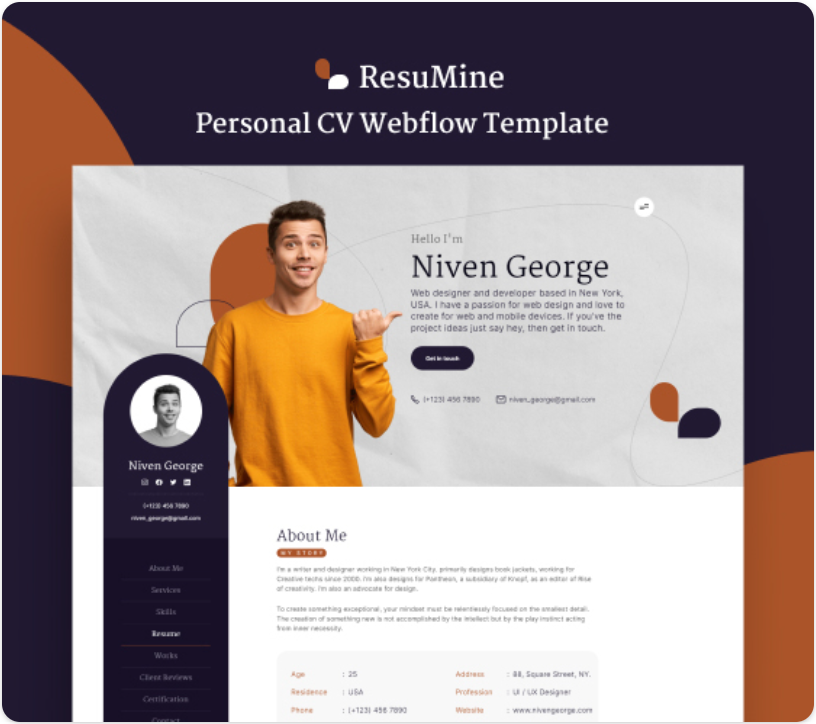 ResuMine
Personal CV Webflow Template
Hello I'm
Niven George
Web designer and developer based in New York,
USA. I have a passion for web design and love to
create for web and mobile devices. If you've the
project ideas just say hey, then get in touch.
Get in touch
(+123) 456 7890 niven_george@gmail.com
Niven George
(+123) 456 7890
niven_george@gmail.com
About Me
Services
Skills
Resume
Works
Client Reviews
Certification
Contact
About Me
MY STORY
I'm a writer and designer working in New York City, primarily designs book jackets, working for
Creative techs since 2000. I'm also designs for Pantheon, a subsidiary of Knopf, as an editor of Rise
of creativity. I'm also an advocate for design.
To create something exceptional, your mindset must be relentlessly focused on the smallest detail.
The creation of something new is not accomplished by the intellect but by the play instinct acting
from inner necessity.
Age : 25 Address : 88, Square Street, NY.
Residence : USA Profession : UI / UX Designer
Phone : (+123) 456 7890 Website : www.nivengeorge.com